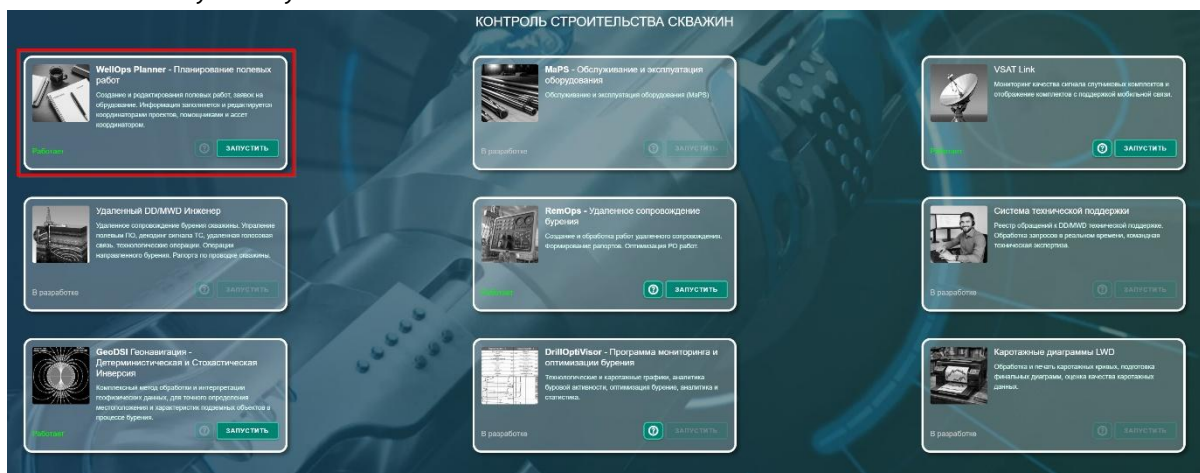 КОНТРОЛЬ СТРОИТЕЛЬСТВА СКВАЖИН
WellOps Planner - Планирование полевых
работ
Создание и редактирования полевых работ, заявок на
обрудование. Информация заполняется и редактируется
координаторами проектов, помощниками и ассет
координатором.
Работает
ЗАПУСТИТЬ
MaPS - Обслуживание и эксплуатация
оборудования
Обслуживание и эксплуатация оборудования (MaPS)
В разработке
ЗАПУСТИТЬ
VSAT Link
Мониторинг качества сигнала спутниковых комплектов и
отображение комплектов с поддержкой мобильной связи.
Работает
ЗАПУСТИТЬ
Удаленный DD/MWD Инженер
Удаленное сопровождение бурения скважины. Упраление
полевым ПО, декодинг сигнала ТС, удаленная голосовая
связь, технологические операции. Операции
направленного бурения. Рапорта по проводке скважины.
В разработке
ЗАПУСТИТЬ
RemOps - Удаленное сопровождение
бурения
Создание и обработка работ удаленного сопровождения.
Формирование рапортов. Оптимизация РО работ.
Работает
ЗАПУСТИТЬ
Система технической поддержки
Реестр обращений к DD/MWD технической поддержке.
Обработка запросов в реальном времени, командная
техническая экспертиза.
В разработке
ЗАПУСТИТЬ
GeoDSI Геонавигация -
Детерминистическая и Стохастическая
Инверсия
Комплексный метод обработки и интерпретации
геофизических данных, для точного определения
местоположения и характеристик подземных объектов в
процессе бурения.
Работает
ЗАПУСТИТЬ
DrillOptiVisor - Программа мониторинга и
оптимизации бурения
Технологические и каротажные графики, аналитика
буровой активности, оптимизация бурение, аналитика и
статистика.
В разработке
ЗАПУСТИТЬ
Каротажные диаграммы LWD
Обработка и печать каротажных кривых, подготовка
финальных диаграм, оценка качества каротажных
данных.
В разработке
ЗАПУСТИТЬ